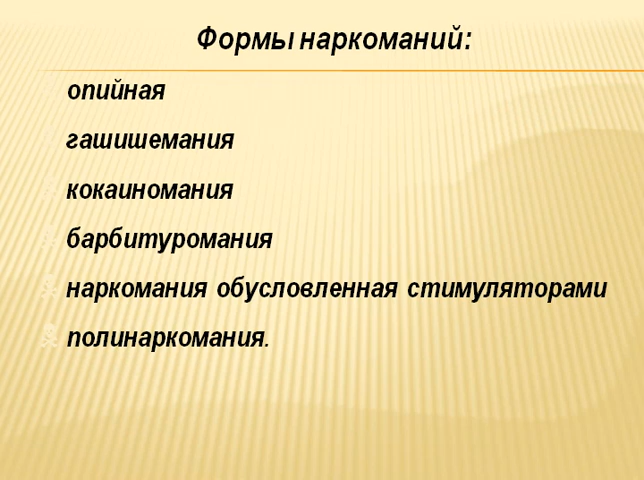 Формы наркоманий:
опийная
гашишемания
кокаиномания
барбитуромания
наркомания обусловленная стимуляторами
полинаркомания.